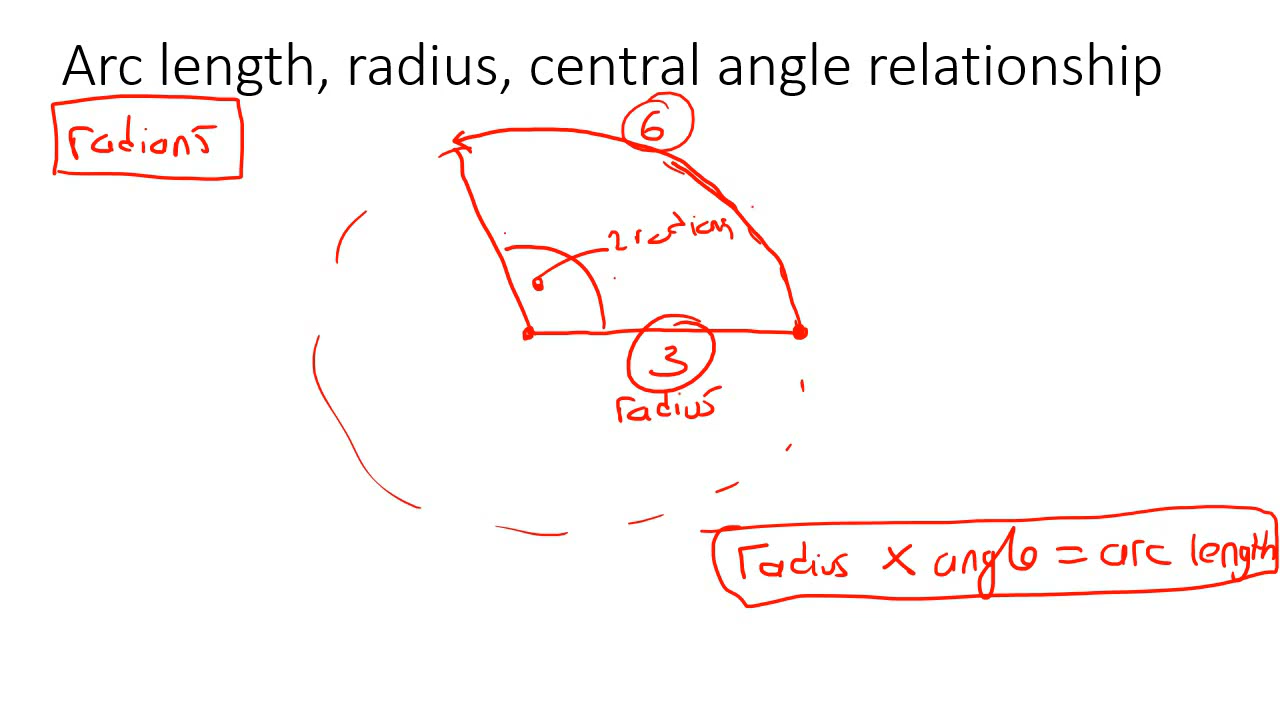 Arc length, radius, central angle relationship
radians
6
2 radians
3
radius
radius × angle = arc length